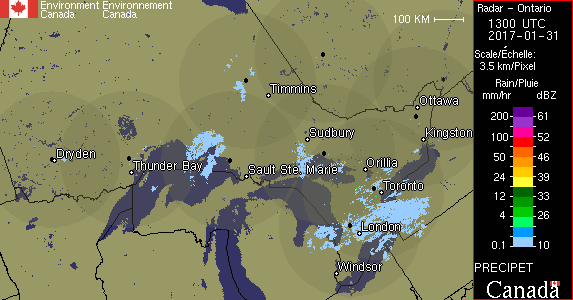 Environment Environnement
Canada Canada
100 KM
Timmins
Ottawa
Sudbury
Kingston
Dryden
Thunder Bay
Sault Ste. Marie
Orillia
Toronto
London
Windsor
Radar - Ontario
1300 UTC
2017-01-31
Scale/Échelle:
3.5 km/Pixel
Rain/Pluie
mm/hr dBZ
200 61
100 52
50 46
24 39
12 33
4 26
0.1 10
PRECIPET
Canada